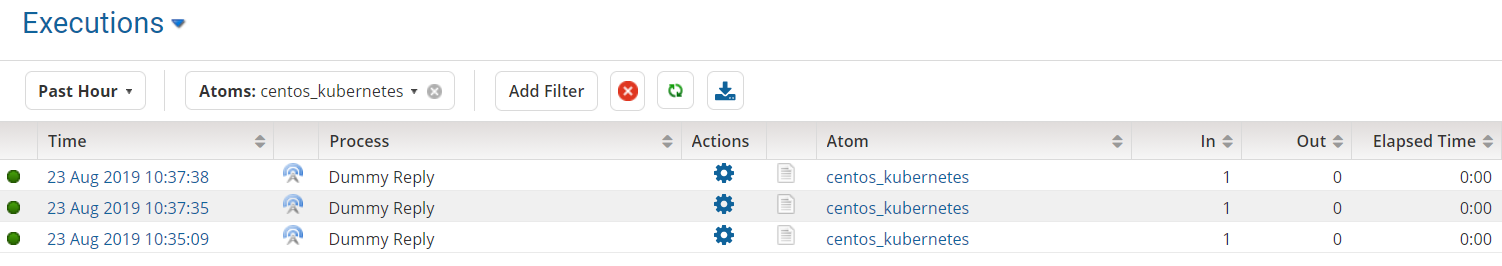 Executions
Past Hour Atoms: centos_kubernetes Add Filter
Time Process Actions Atom In Out Elapsed Time
23 Aug 2019 10:37:38 Dummy Reply centos_kubernetes 1 0 0:00
23 Aug 2019 10:37:35 Dummy Reply centos_kubernetes 1 0 0:00
23 Aug 2019 10:35:09 Dummy Reply centos_kubernetes 1 0 0:00